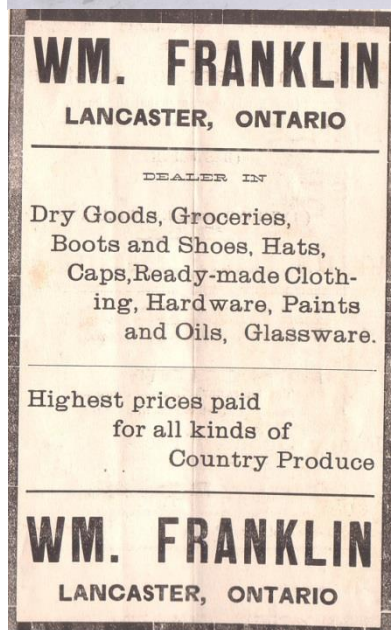 WM. FRANKLIN
LANCASTER, ONTARIO
DEALER IN
Dry Goods, Groceries,
Boots and Shoes, Hats,
Caps,Ready-made Cloth-
ing, Hardware, Paints
and Oils, Glassware.
Highest prices paid
for all kinds of
Country Produce
WM. FRANKLIN
LANCASTER, ONTARIO